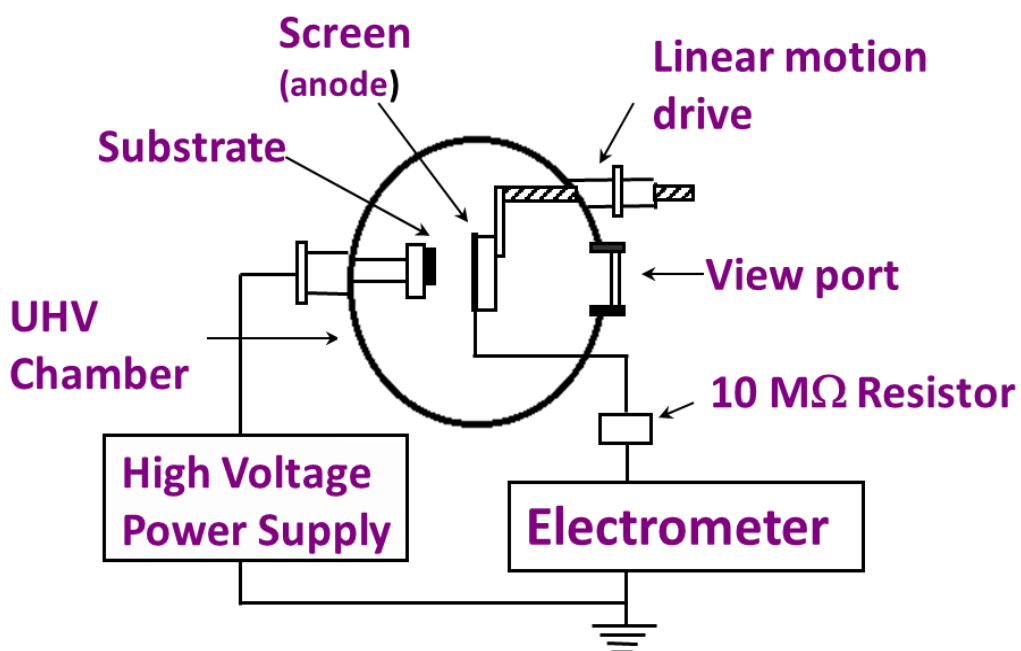 Screen
(anode)
Linear motion
drive
Substrate
View port
UHV
Chamber
10 MΩ Resistor
High Voltage
Power Supply
Electrometer